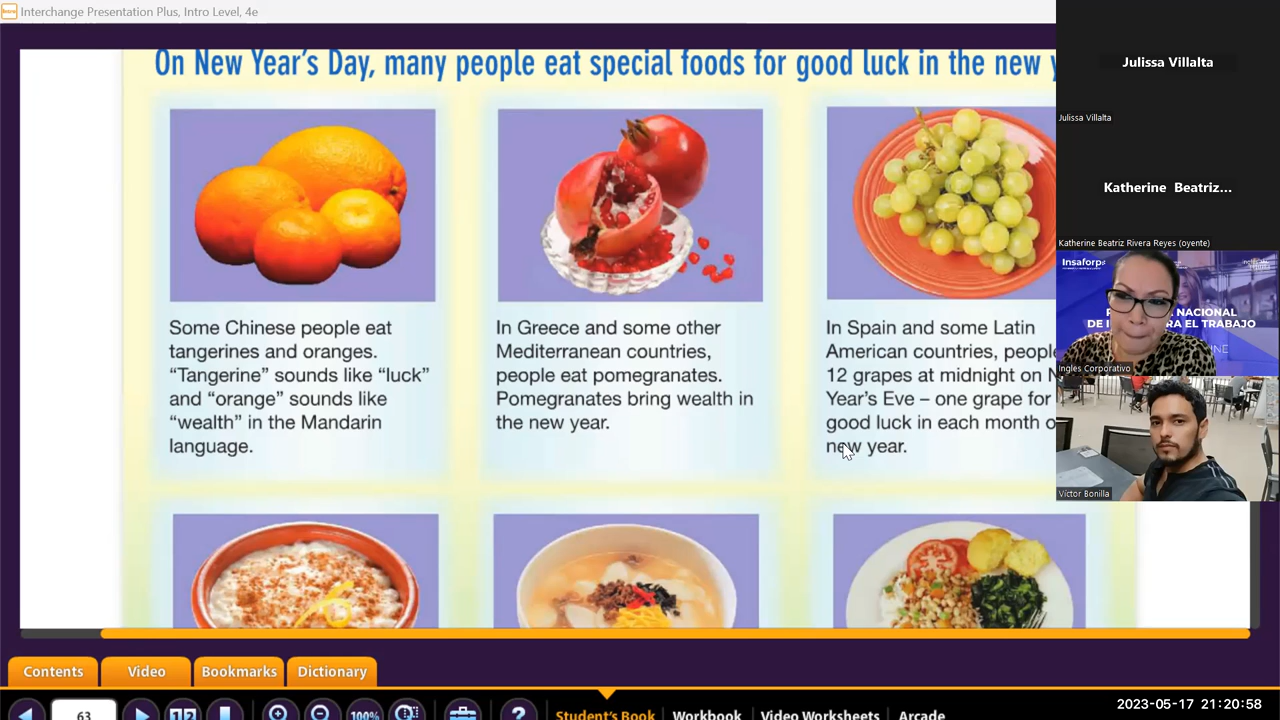 Interchange Presentation Plus, Intro Level, 4e
On New Year's Day, many people eat special foods for good luck in the new
Some Chinese people eat
tangerines and oranges.
"Tangerine" sounds like "luck"
and "orange" sounds like
"wealth" in the Mandarin
language.
In Greece and some other
Mediterranean countries,
people eat pomegranates.
Pomegranates bring wealth in
the new year.
In Spain and some Latin
American countries,
12 grapes at midnight on
Year's Eve – one grape for
good luck in each month
new year.
Julissa Villalta
Julissa Villalta
Katherine Beatriz...
Katherine Beatriz Rivera Reyes (oyente)
Insaforp
NACIONAL
DE
RA EL TRABAJO
Inglés Corporativo
Víctor Bonilla
Contents
Video
Bookmarks
Dictionary
63
1 2
100%
?
Student's Book
Workbook
Video Worksheets
Arcade
2023-05-17 21:20:58